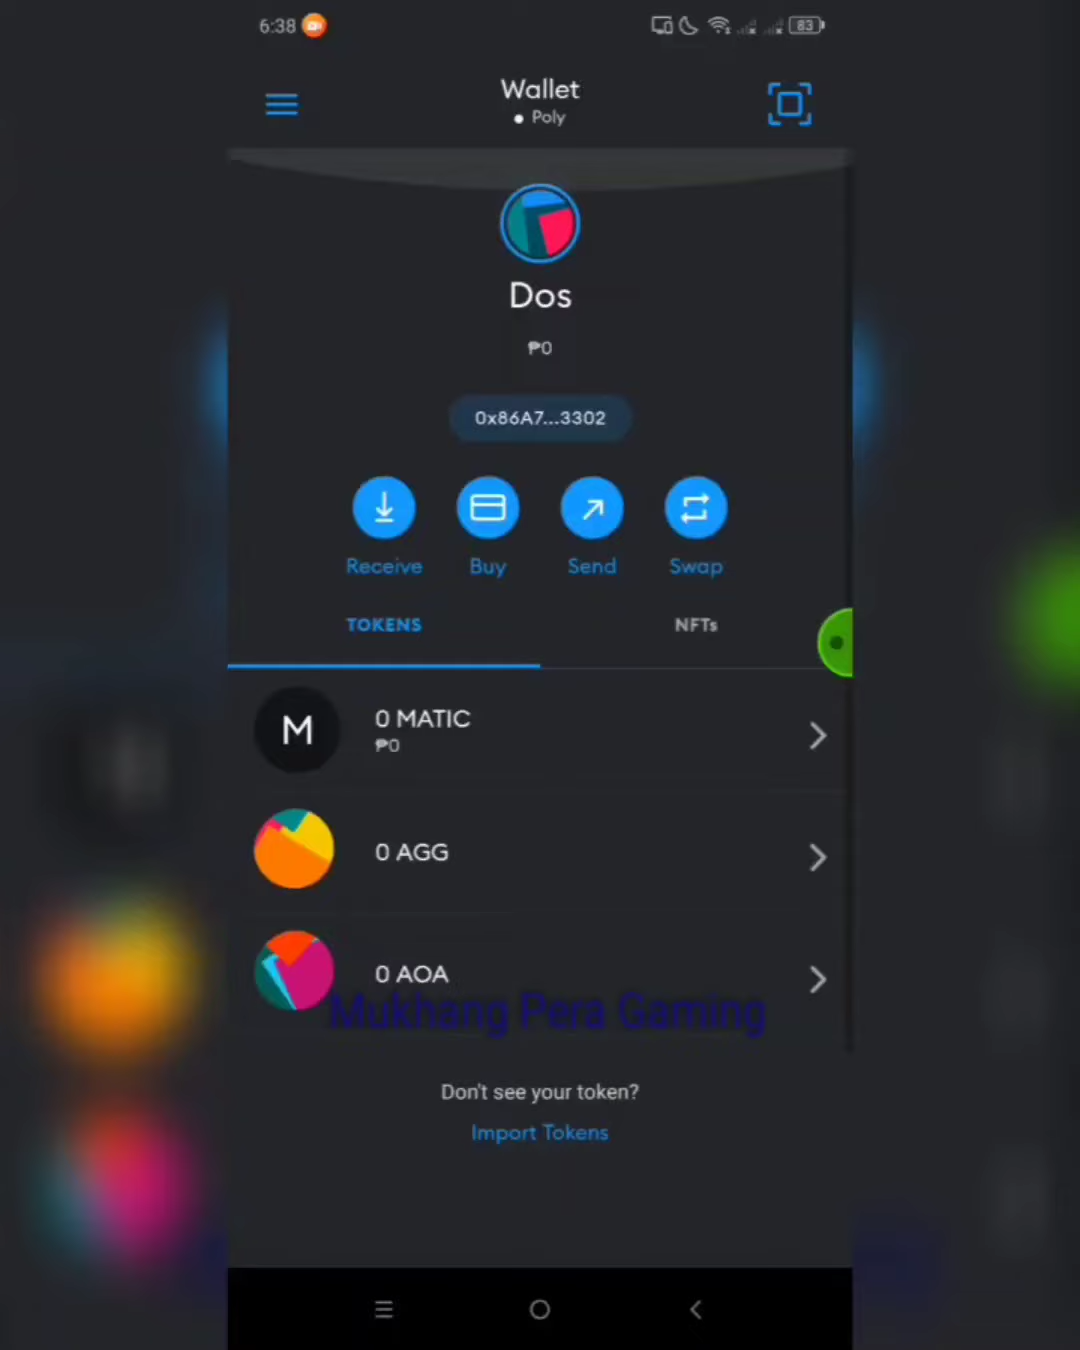 6:38
83
Wallet
Poly
Dos
₱0
0x86A7...3302
Receive
Buy
Send
Swap
TOKENS
NFTs
M
0 MATIC
₱0
0 AGG
0 AOA
Mukhang Pera Gaming
Don't see your token?
Import Tokens